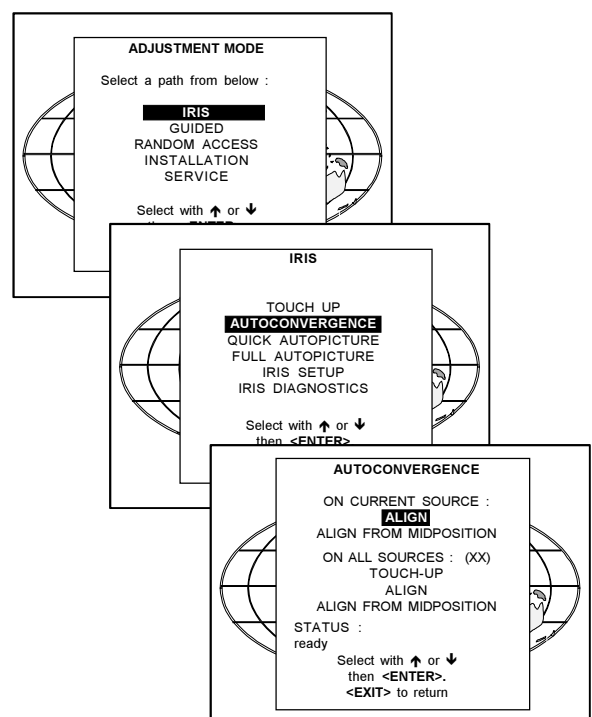 ADJUSTMENT MODE
Select a path from below :
IRIS
GUIDED
RANDOM ACCESS
INSTALLATION
SERVICE
Select with ↑ or ↓
IRIS
TOUCH UP
AUTOCONVERGENCE
QUICK AUTOPICTURE
FULL AUTOPICTURE
IRIS SETUP
IRIS DIAGNOSTICS
Select with ↑ or ↓
then <ENTER>
AUTOCONVERGENCE
ON CURRENT SOURCE :
ALIGN
ALIGN FROM MIDPOSITION
ON ALL SOURCES : (XX)
TOUCH-UP
ALIGN
ALIGN FROM MIDPOSITION
STATUS :
ready
Select with ↑ or ↓
then <ENTER>.
<EXIT> to return